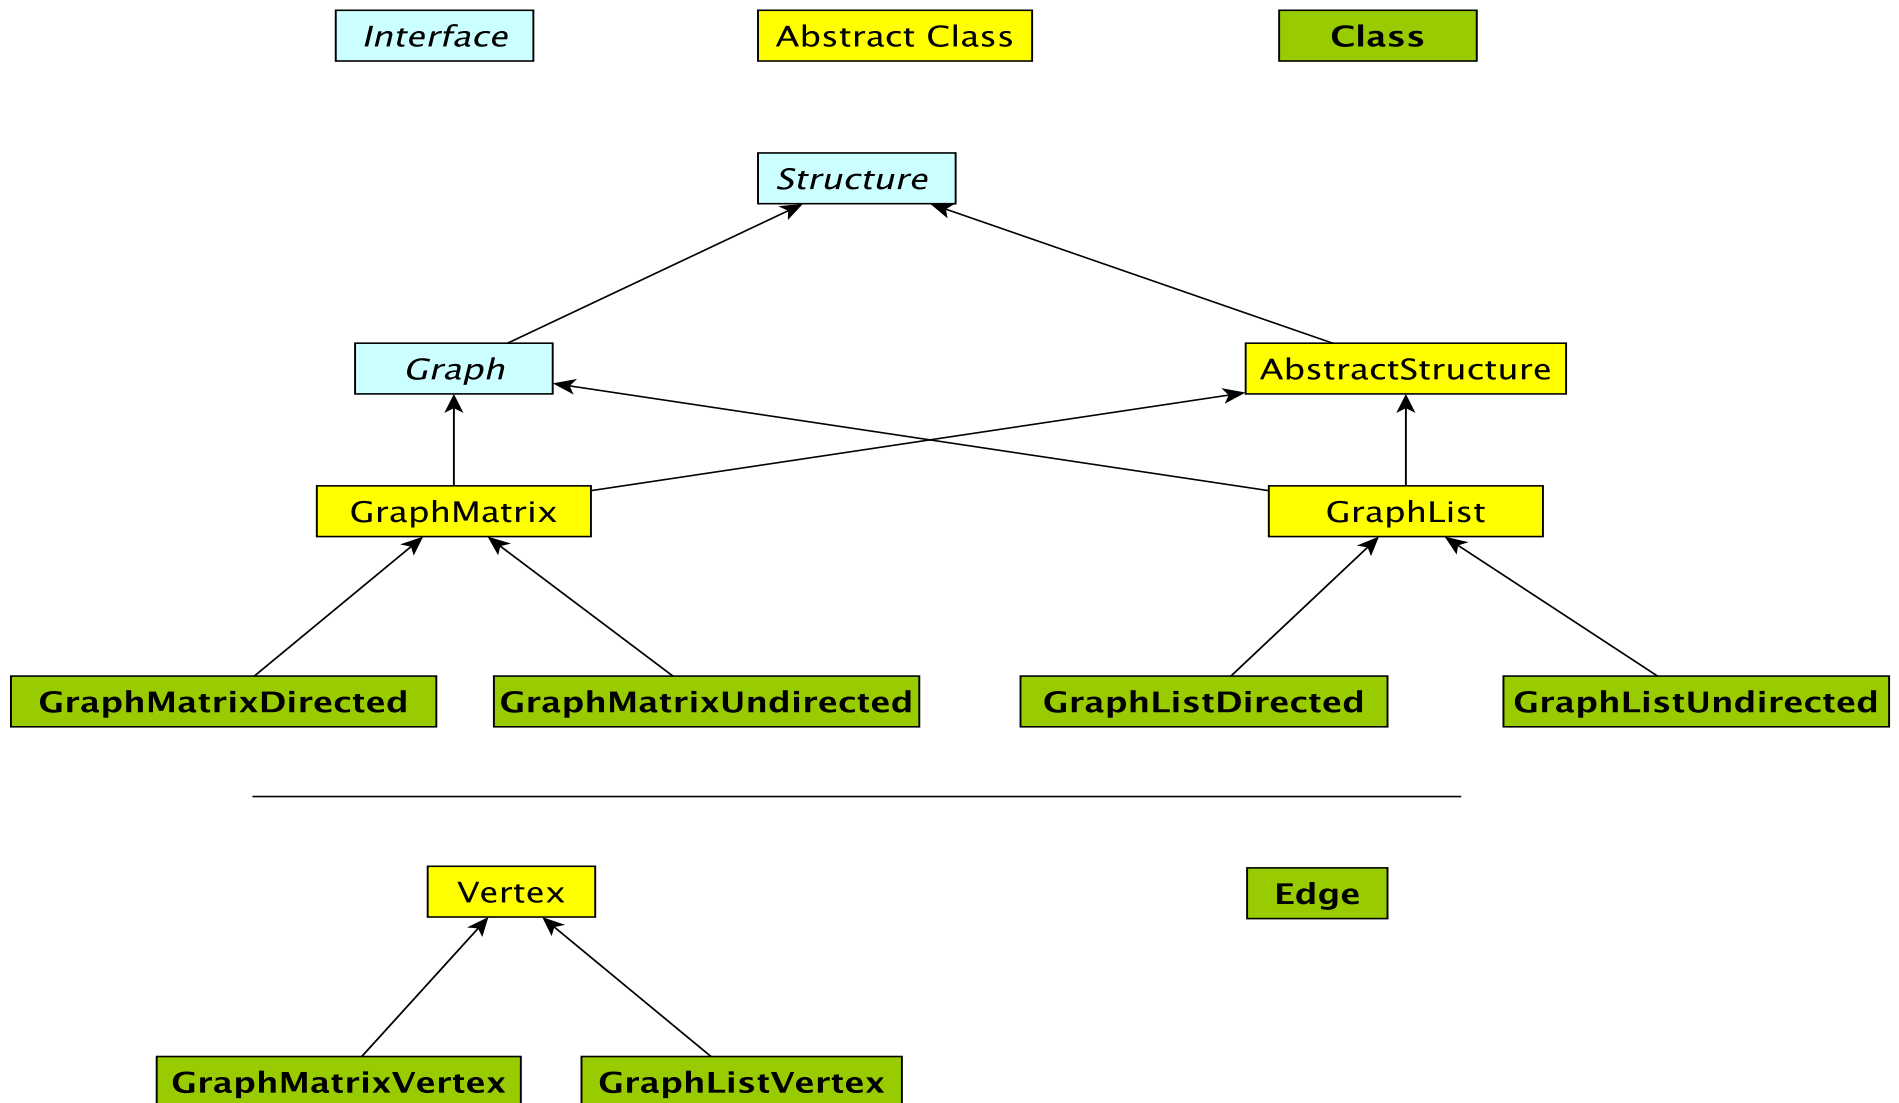 Interface
Abstract Class
Class
Structure
Graph
AbstractStructure
GraphMatrix
GraphList
GraphMatrixDirected
GraphMatrixUndirected
GraphListDirected
GraphListUndirected
Vertex
Edge
GraphMatrixVertex
GraphListVertex